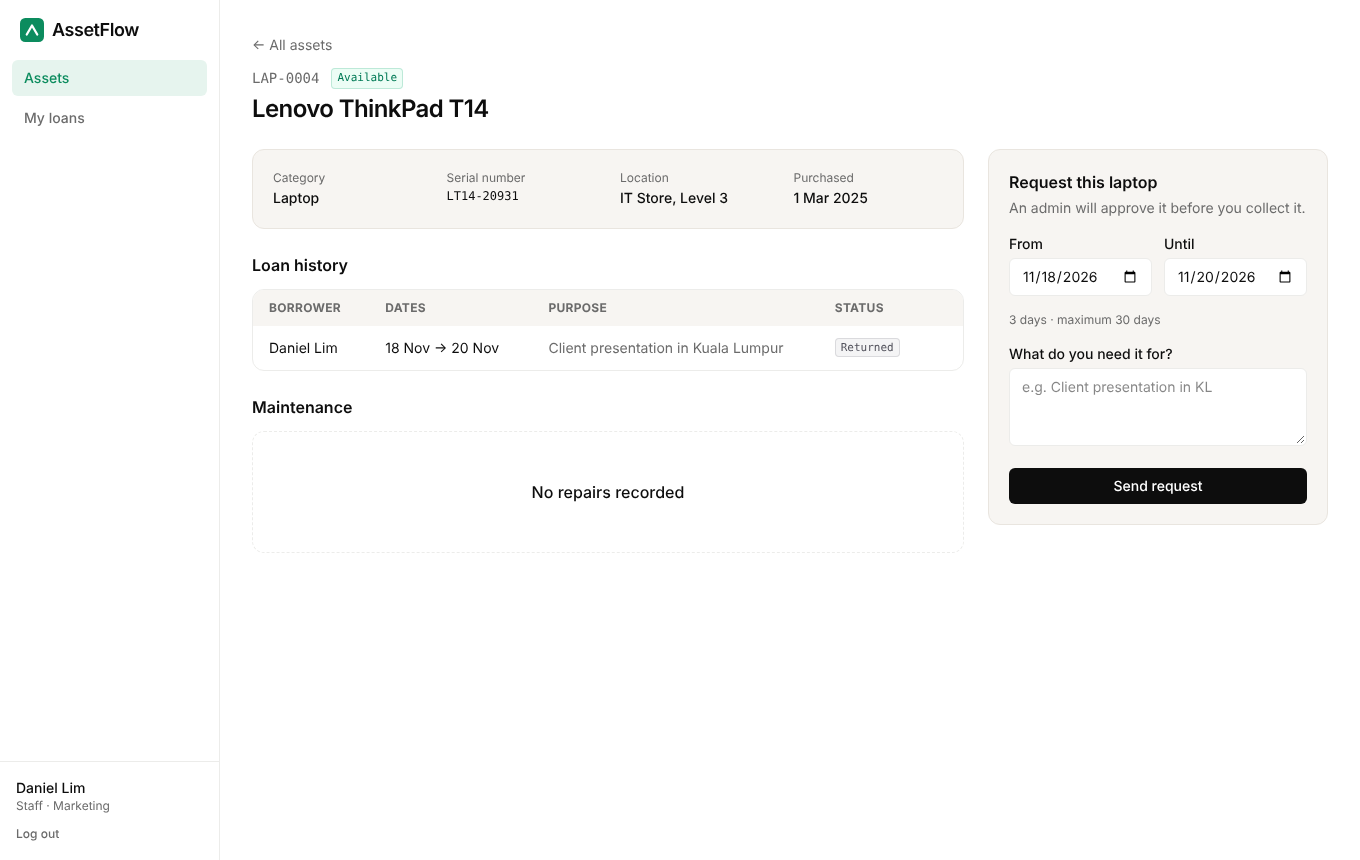 AssetFlow
Assets
My loans
Daniel Lim
Staff · Marketing
Log out
← All assets
LAP-0004 Available
Lenovo ThinkPad T14
Category Serial number Location Purchased
Laptop LT14-20931 IT Store, Level 3 1 Mar 2025
Loan history
BORROWER DATES PURPOSE STATUS
Daniel Lim 18 Nov → 20 Nov Client presentation in Kuala Lumpur Returned
Maintenance
No repairs recorded
Request this laptop
An admin will approve it before you collect it.
From Until
11/18/2026 11/20/2026
3 days · maximum 30 days
What do you need it for?
e.g. Client presentation in KL
Send request